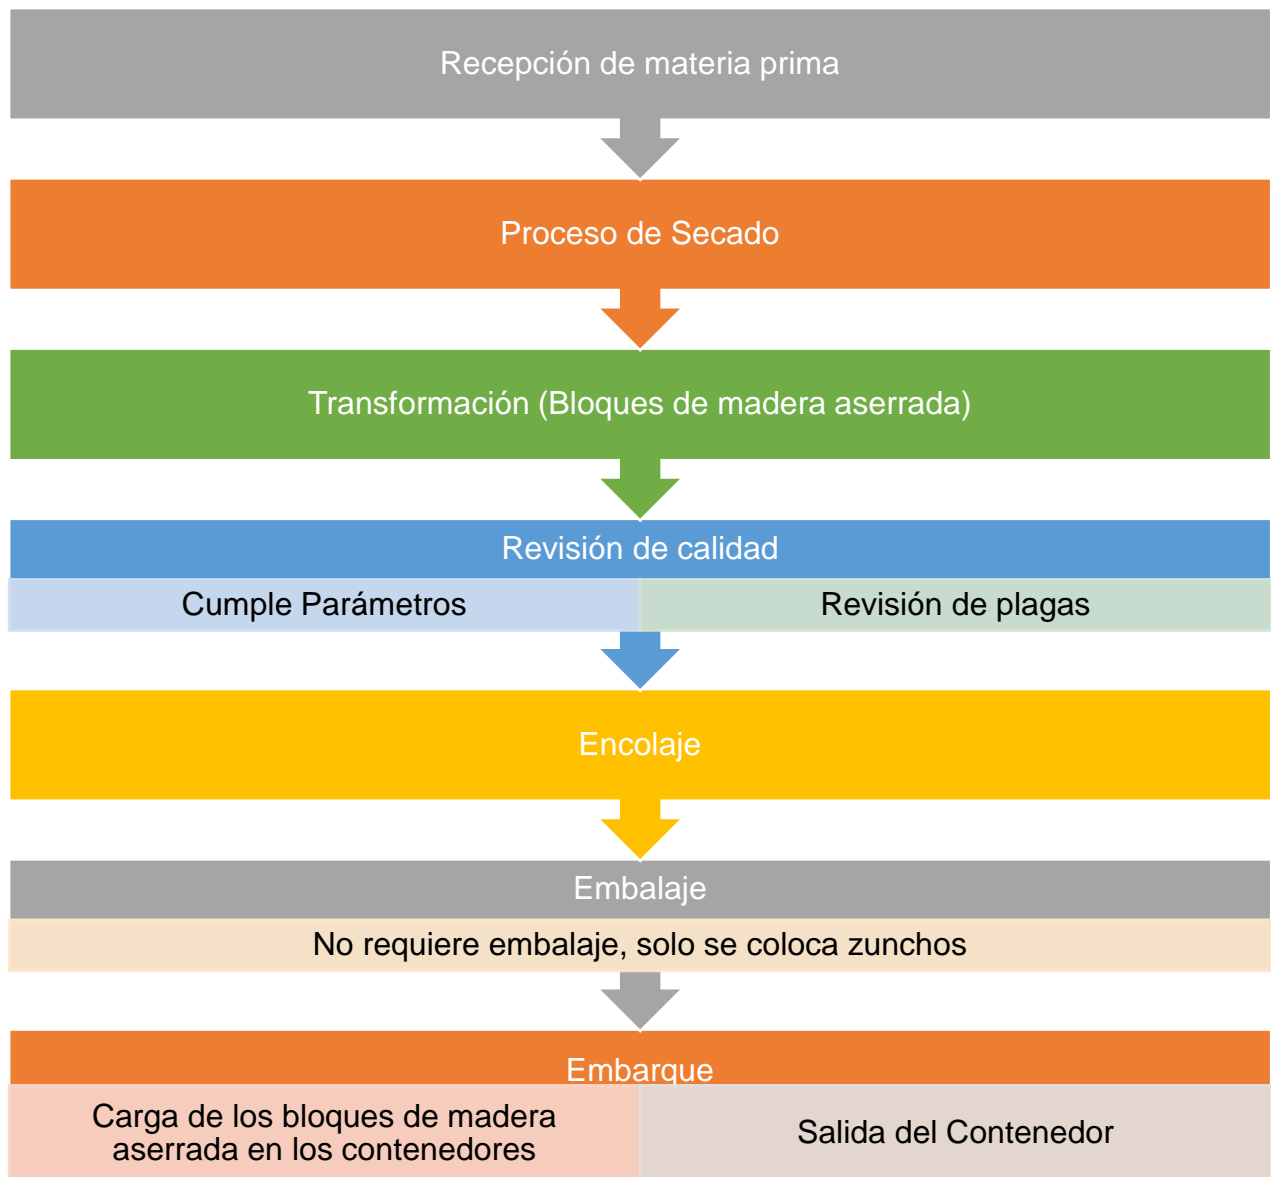 Recepción de materia prima
Proceso de Secado
Transformación (Bloques de madera aserrada)
Revisión de calidad
Cumple Parámetros
Revisión de plagas
Encolaje
Embalaje
No requiere embalaje, solo se coloca zunchos
Embarque
Carga de los bloques de madera
aserrada en los contenedores
Salida del Contenedor